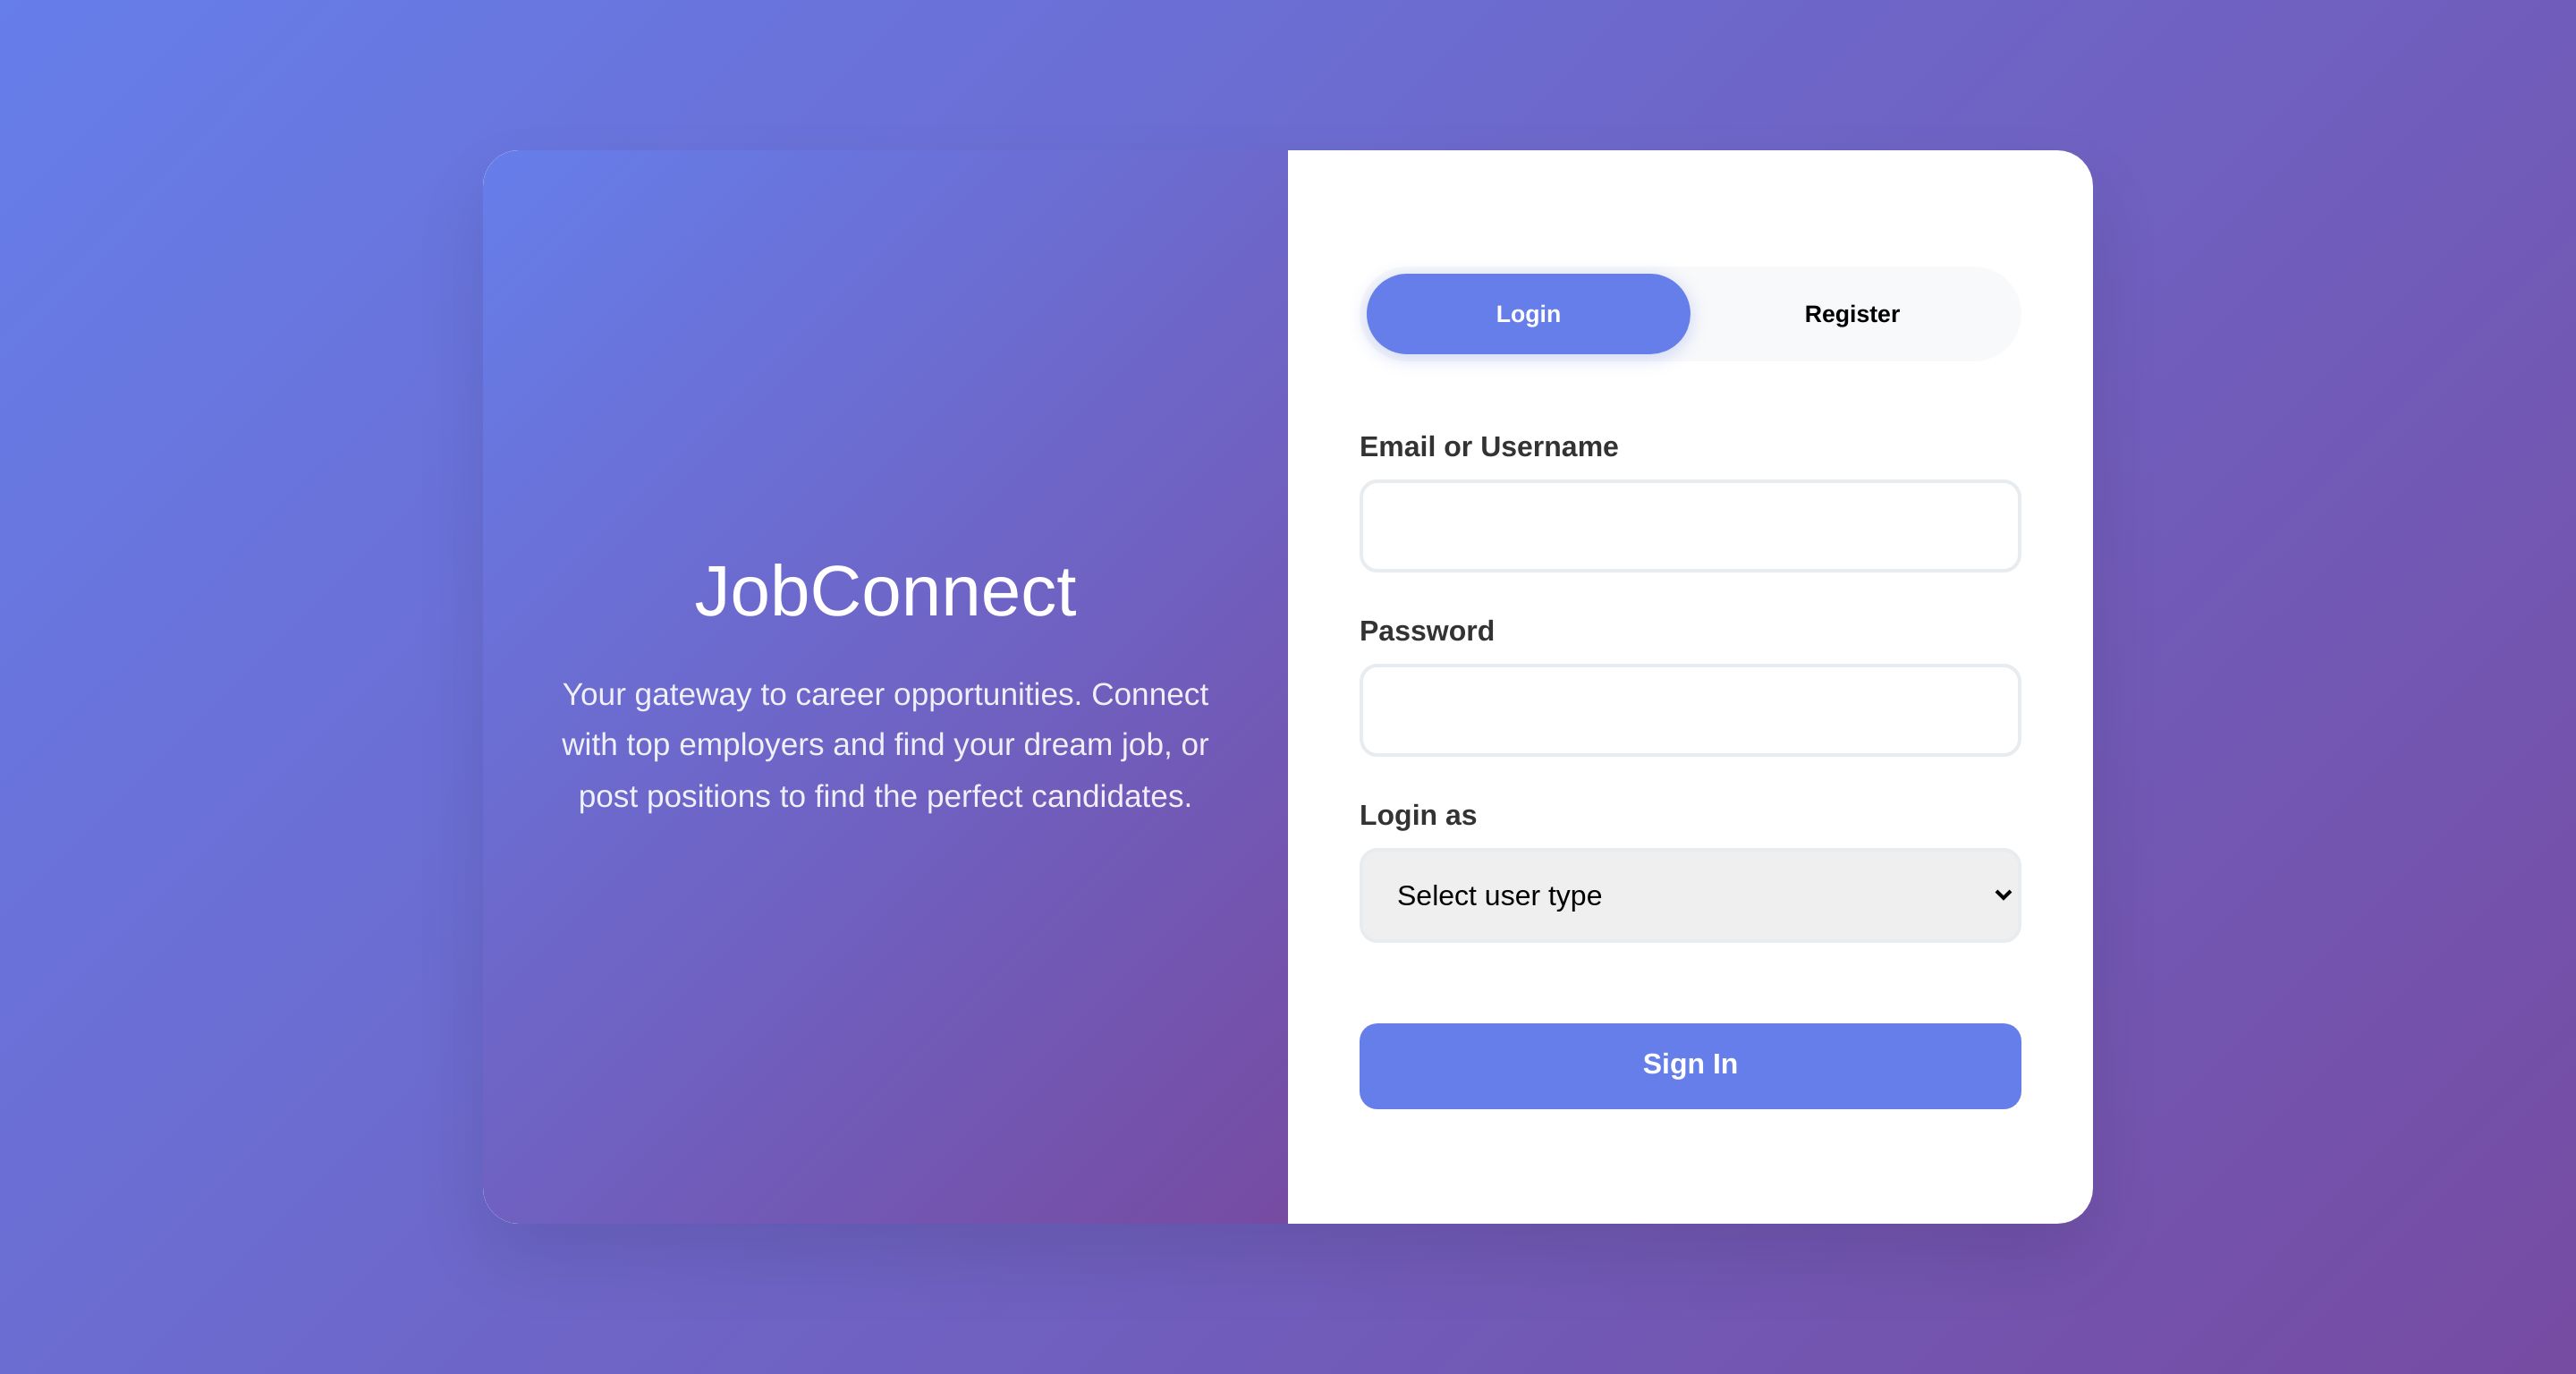 JobConnect
Your gateway to career opportunities. Connect
with top employers and find your dream job, or
post positions to find the perfect candidates.
Login
Register
Email or Username
Password
Login as
Select user type
Sign In